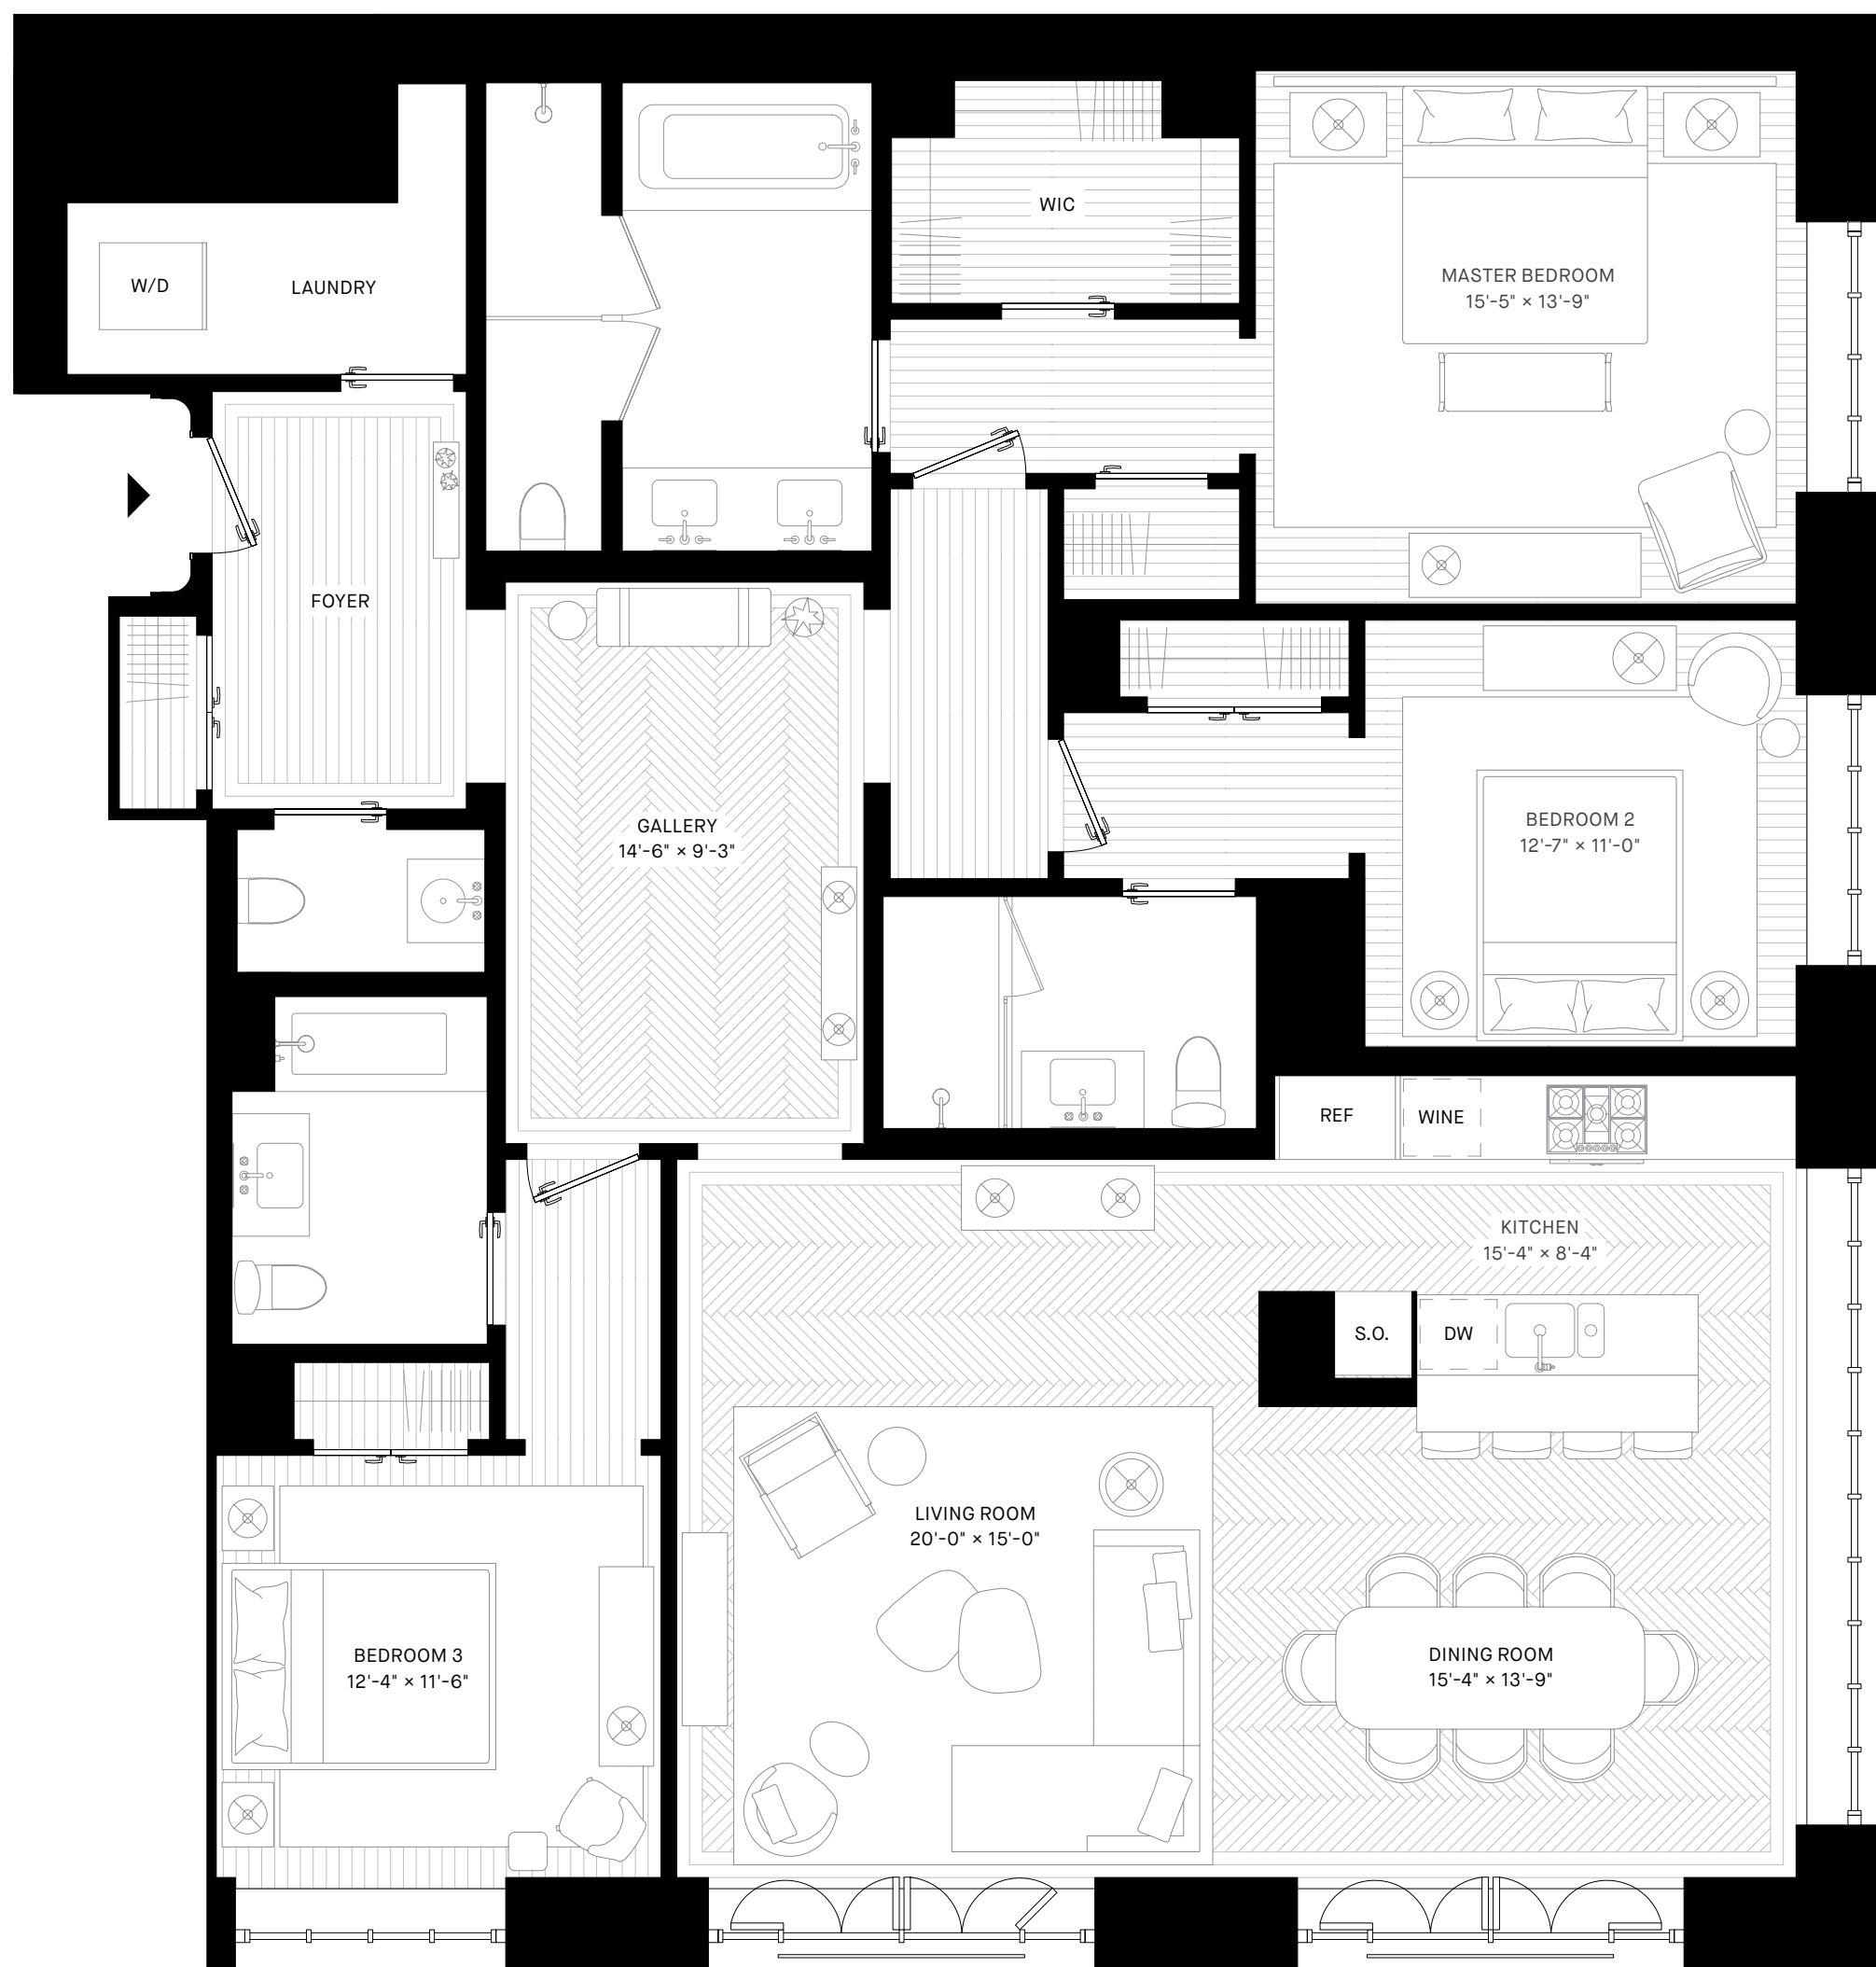 WIC
MASTER BEDROOM
15'-5" × 13'-9"
W/D
LAUNDRY
FOYER
GALLERY
14'-6" × 9'-3"
BEDROOM 2
12'-7" × 11'-0"
REF
WINE
KITCHEN
15'-4" × 8'-4"
S.O.
DW
LIVING ROOM
20'-0" × 15'-0"
DINING ROOM
15'-4" × 13'-9"
BEDROOM 3
12'-4" × 11'-6"